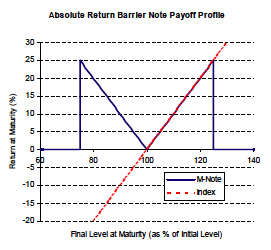 Absolute Return Barrier Note Payoff Profile
Return at Maturity (%)
30
25
20
15
10
5
0
-5
-10
-15
-20
60 80 100 120 140
M-Note
Index
Final Level at Maturity (as % of Initial Level)